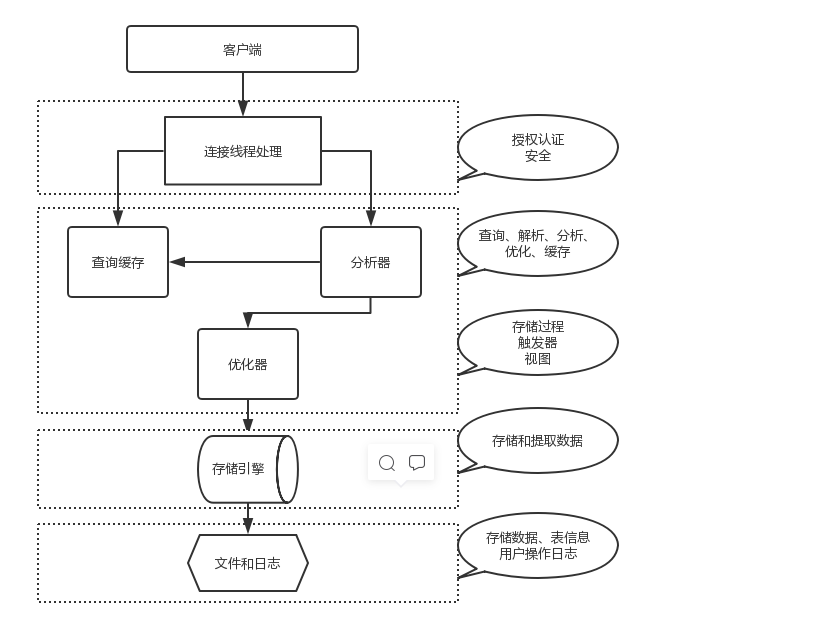 客户端
连接线程处理
授权认证
安全
查询缓存
分析器
查询、解析、分析、
优化、缓存
优化器
存储过程
触发器
视图
存储引擎
存储和提取数据
文件和日志
存储数据、表信息
用户操作日志